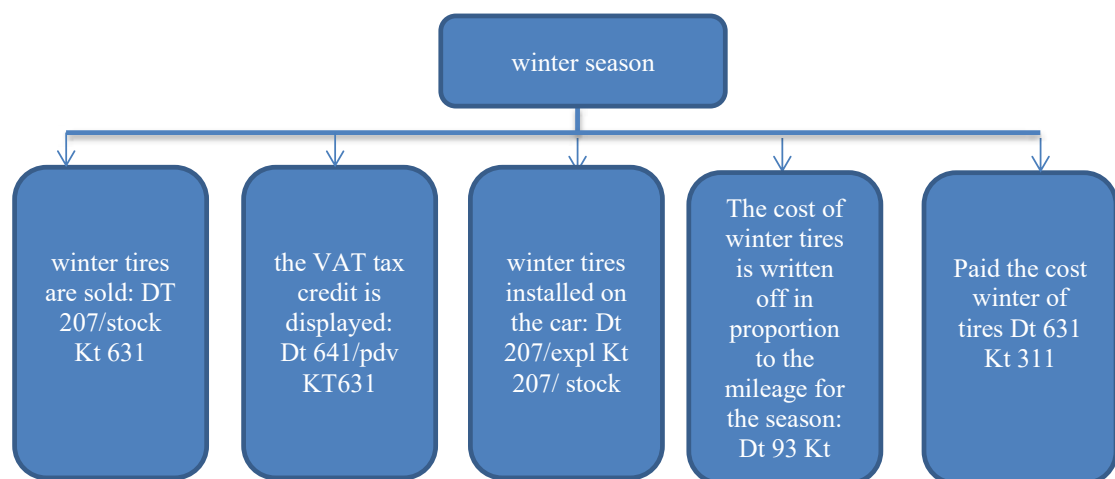 winter season
winter tires
are sold: DT
207/stock
Kt 631
the VAT tax
credit is
displayed:
Dt 641/pdv
KT631
winter tires
installed on
the car: Dt
207/expl Kt
207/ stock
The cost of
winter tires
is written
off in
proportion
to the
mileage for
the season:
Dt 93 Kt
Paid the cost
winter of
tires Dt 631
Kt 311